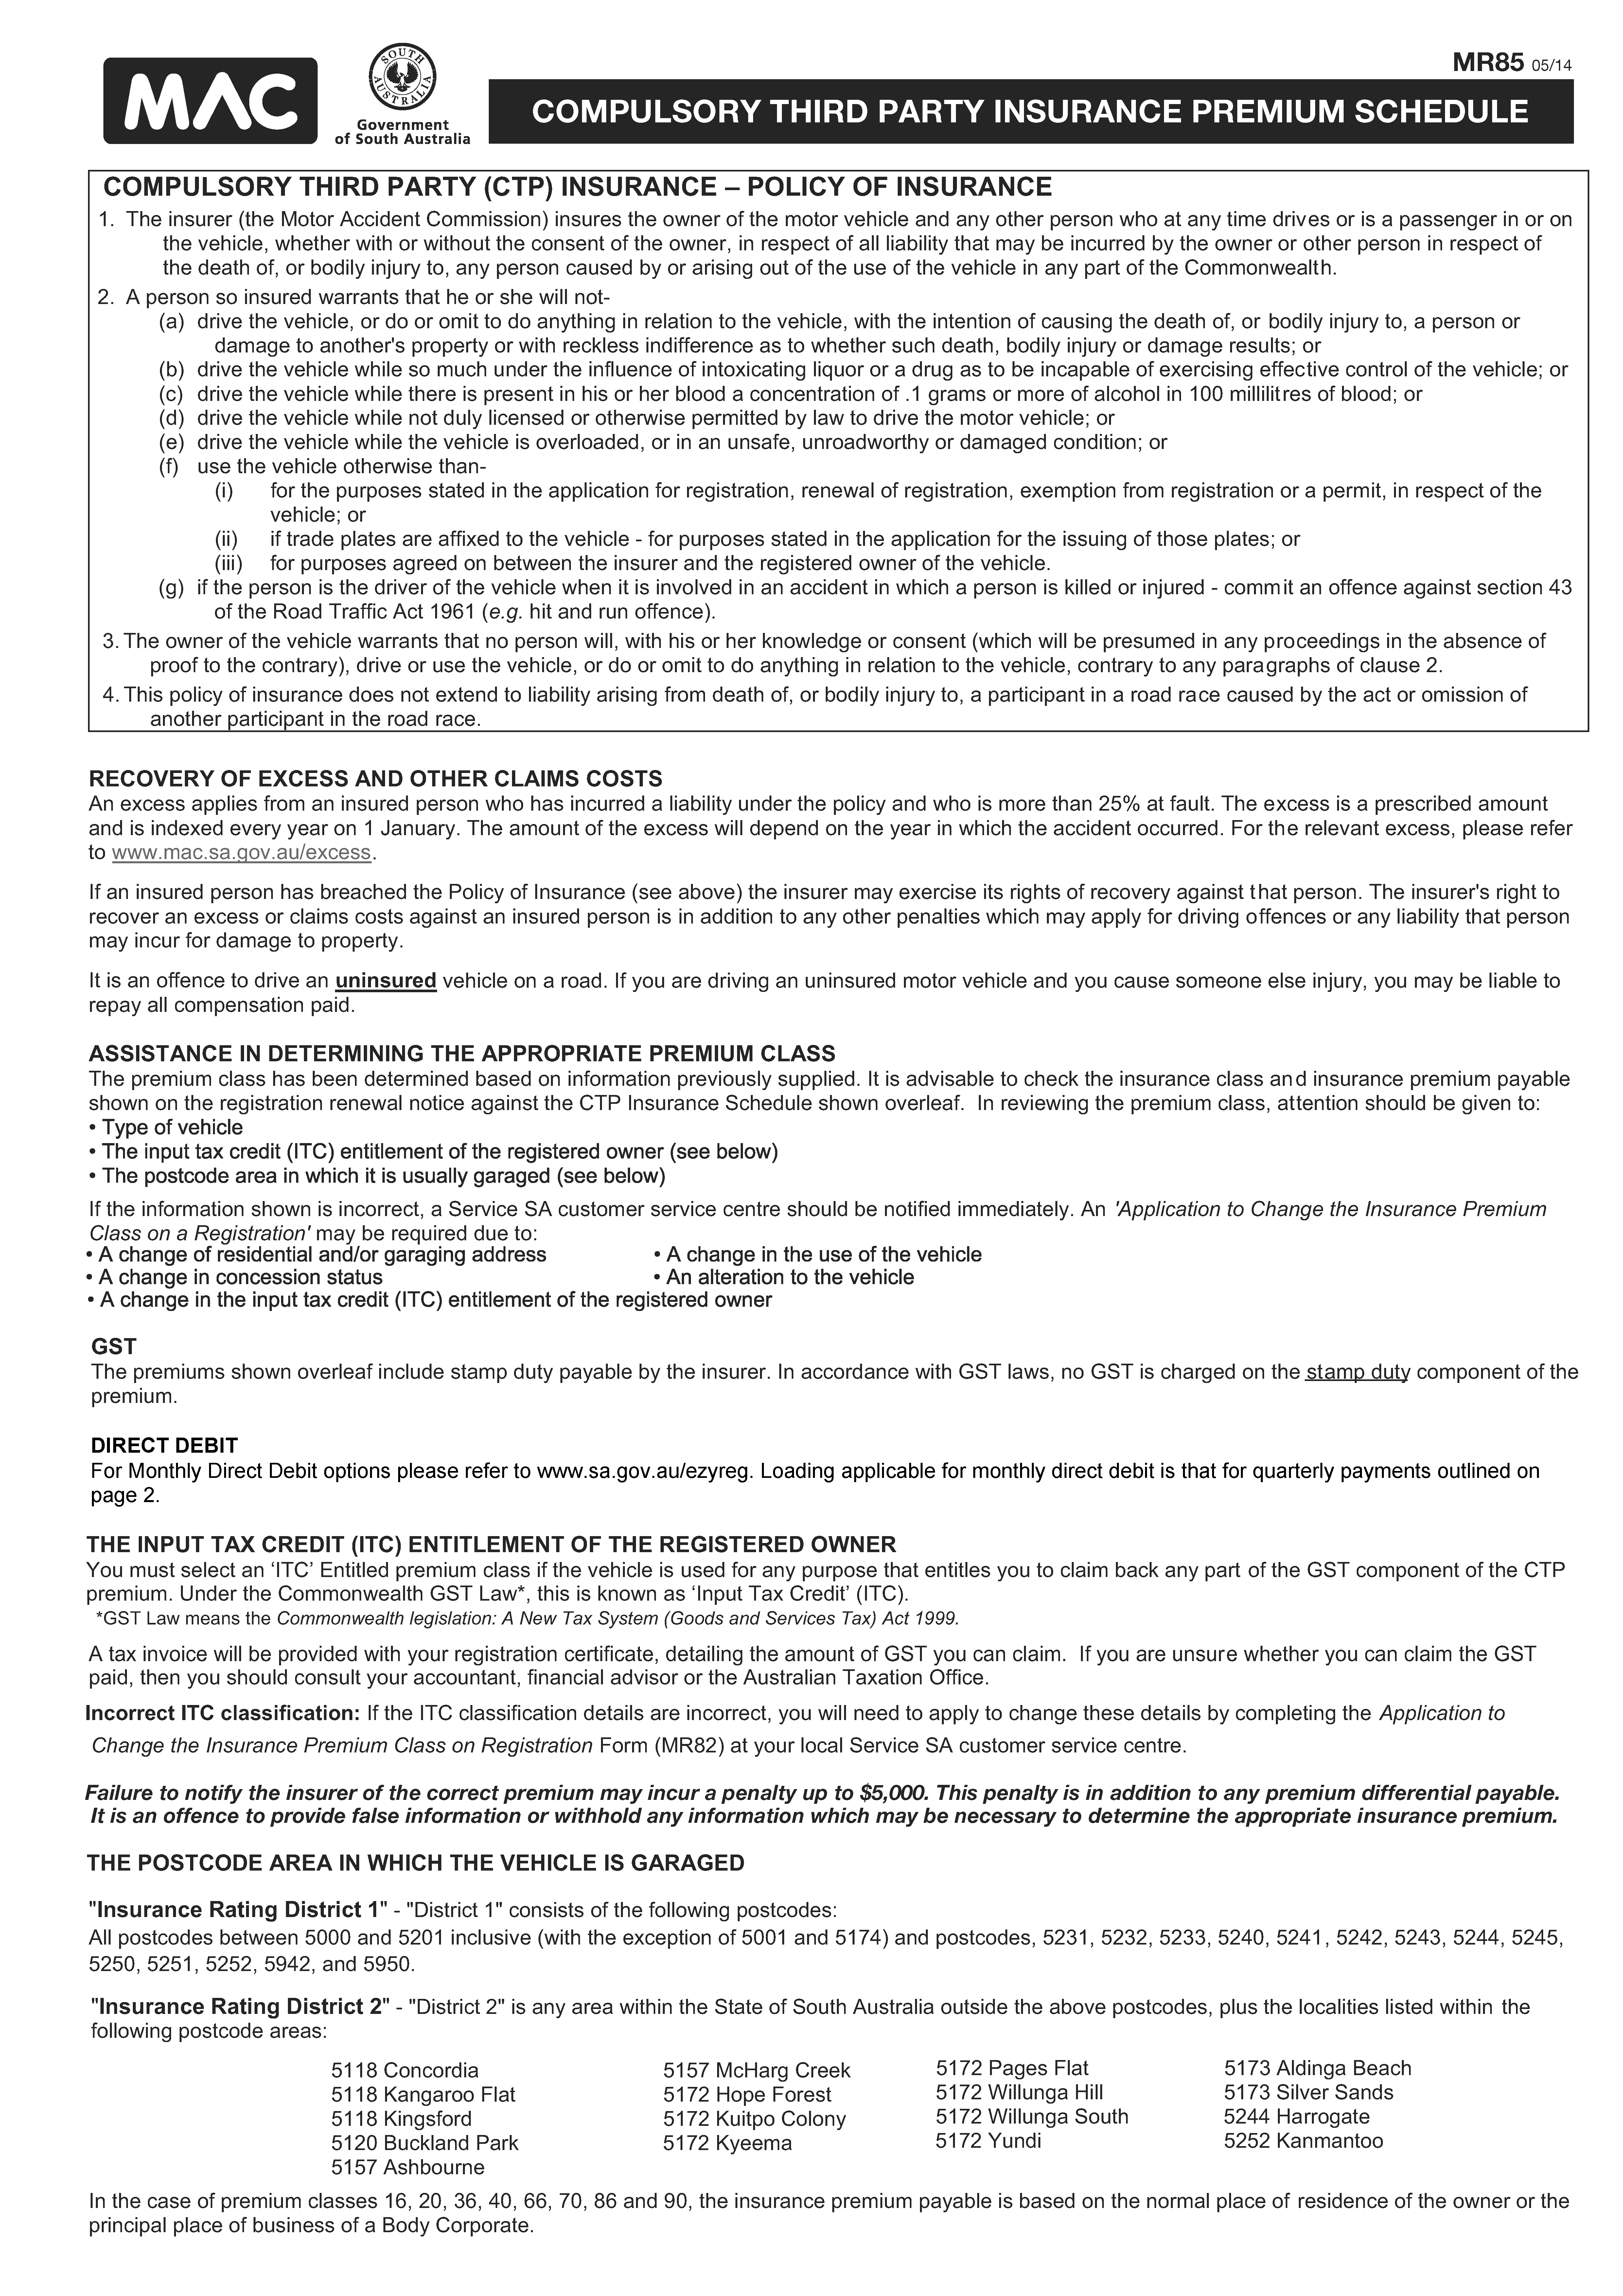 MAC
SOUTH AUSTRALIA
Government
of South Australia
MR85 05/14
COMPULSORY THIRD PARTY INSURANCE PREMIUM SCHEDULE
COMPULSORY THIRD PARTY (CTP) INSURANCE – POLICY OF INSURANCE
1. The insurer (the Motor Accident Commission) insures the owner of the motor vehicle and any other person who at any time drives or is a passenger in or on
the vehicle, whether with or without the consent of the owner, in respect of all liability that may be incurred by the owner or other person in respect of
the death of, or bodily injury to, any person caused by or arising out of the use of the vehicle in any part of the Commonwealth.
2. A person so insured warrants that he or she will not-
(a) drive the vehicle, or do or omit to do anything in relation to the vehicle, with the intention of causing the death of, or bodily injury to, a person or
damage to another's property or with reckless indifference as to whether such death, bodily injury or damage results; or
(b) drive the vehicle while so much under the influence of intoxicating liquor or a drug as to be incapable of exercising effective control of the vehicle; or
(c) drive the vehicle while there is present in his or her blood a concentration of .1 grams or more of alcohol in 100 millilitres of blood; or
(d) drive the vehicle while not duly licensed or otherwise permitted by law to drive the motor vehicle; or
(e) drive the vehicle while the vehicle is overloaded, or in an unsafe, unroadworthy or damaged condition; or
(f) use the vehicle otherwise than-
(i) for the purposes stated in the application for registration, renewal of registration, exemption from registration or a permit, in respect of the
vehicle; or
(ii) if trade plates are affixed to the vehicle - for purposes stated in the application for the issuing of those plates; or
(iii) for purposes agreed on between the insurer and the registered owner of the vehicle.
(g) if the person is the driver of the vehicle when it is involved in an accident in which a person is killed or injured - commit an offence against section 43
of the Road Traffic Act 1961 (e.g. hit and run offence).
3. The owner of the vehicle warrants that no person will, with his or her knowledge or consent (which will be presumed in any proceedings in the absence of
proof to the contrary), drive or use the vehicle, or do or omit to do anything in relation to the vehicle, contrary to any paragraphs of clause 2.
4. This policy of insurance does not extend to liability arising from death of, or bodily injury to, a participant in a road race caused by the act or omission of
another participant in the road race.
RECOVERY OF EXCESS AND OTHER CLAIMS COSTS
An excess applies from an insured person who has incurred a liability under the policy and who is more than 25% at fault. The excess is a prescribed amount
and is indexed every year on 1 January. The amount of the excess will depend on the year in which the accident occurred. For the relevant excess, please refer
to www.mac.sa.gov.au/excess.
If an insured person has breached the Policy of Insurance (see above) the insurer may exercise its rights of recovery against that person. The insurer's right to
recover an excess or claims costs against an insured person is in addition to any other penalties which may apply for driving offences or any liability that person
may incur for damage to property.
It is an offence to drive an uninsured vehicle on a road. If you are driving an uninsured motor vehicle and you cause someone else injury, you may be liable to
repay all compensation paid.
ASSISTANCE IN DETERMINING THE APPROPRIATE PREMIUM CLASS
The premium class has been determined based on information previously supplied. It is advisable to check the insurance class and insurance premium payable
shown on the registration renewal notice against the CTP Insurance Schedule shown overleaf. In reviewing the premium class, attention should be given to:
• Type of vehicle
• The input tax credit (ITC) entitlement of the registered owner (see below)
• The postcode area in which it is usually garaged (see below)
If the information shown is incorrect, a Service SA customer service centre should be notified immediately. An 'Application to Change the Insurance Premium
Class on a Registration' may be required due to:
• A change of residential and/or garaging address • A change in the use of the vehicle
• A change in concession status • An alteration to the vehicle
• A change in the input tax credit (ITC) entitlement of the registered owner
GST
The premiums shown overleaf include stamp duty payable by the insurer. In accordance with GST laws, no GST is charged on the stamp duty component of the
premium.
DIRECT DEBIT
For Monthly Direct Debit options please refer to www.sa.gov.au/ezyreg. Loading applicable for monthly direct debit is that for quarterly payments outlined on
page 2.
THE INPUT TAX CREDIT (ITC) ENTITLEMENT OF THE REGISTERED OWNER
You must select an ‘ITC’ Entitled premium class if the vehicle is used for any purpose that entitles you to claim back any part of the GST component of the CTP
premium. Under the Commonwealth GST Law*, this is known as ‘Input Tax Credit’ (ITC).
*GST Law means the Commonwealth legislation: A New Tax System (Goods and Services Tax) Act 1999.
A tax invoice will be provided with your registration certificate, detailing the amount of GST you can claim. If you are unsure whether you can claim the GST
paid, then you should consult your accountant, financial advisor or the Australian Taxation Office.
Incorrect ITC classification: If the ITC classification details are incorrect, you will need to apply to change these details by completing the Application to
Change the Insurance Premium Class on Registration Form (MR82) at your local Service SA customer service centre.
Failure to notify the insurer of the correct premium may incur a penalty up to $5,000. This penalty is in addition to any premium differential payable.
It is an offence to provide false information or withhold any information which may be necessary to determine the appropriate insurance premium.
THE POSTCODE AREA IN WHICH THE VEHICLE IS GARAGED
"Insurance Rating District 1" - "District 1" consists of the following postcodes:
All postcodes between 5000 and 5201 inclusive (with the exception of 5001 and 5174) and postcodes, 5231, 5232, 5233, 5240, 5241, 5242, 5243, 5244, 5245,
5250, 5251, 5252, 5942, and 5950.
"Insurance Rating District 2" - "District 2" is any area within the State of South Australia outside the above postcodes, plus the localities listed within the
following postcode areas:
5118 Concordia 5157 McHarg Creek 5172 Pages Flat 5173 Aldinga Beach
5118 Kangaroo Flat 5172 Hope Forest 5172 Willunga Hill 5173 Silver Sands
5118 Kingsford 5172 Kuitpo Colony 5172 Willunga South 5244 Harrogate
5120 Buckland Park 5172 Kyeema 5172 Yundi 5252 Kanmantoo
5157 Ashbourne
In the case of premium classes 16, 20, 36, 40, 66, 70, 86 and 90, the insurance premium payable is based on the normal place of residence of the owner or the
principal place of business of a Body Corporate.